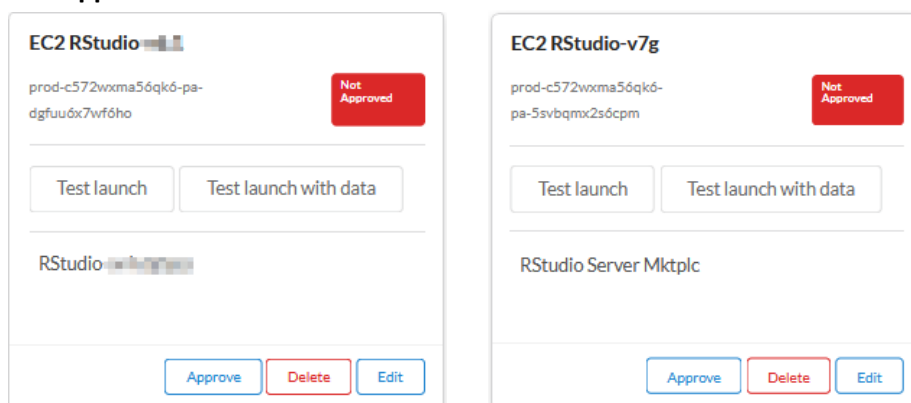 EC2 RStudio
prod-c572wxma56qk6-pa-
dgfuu6x7wf6ho
Not
Approved
Test launch
Test launch with data
RStudio
Approve
Delete
Edit
EC2 RStudio-v7g
prod-c572wxma56qk6-
pa-5svbqmx2s6cpm
Not
Approved
Test launch
Test launch with data
RStudio Server Mktplc
Approve
Delete
Edit